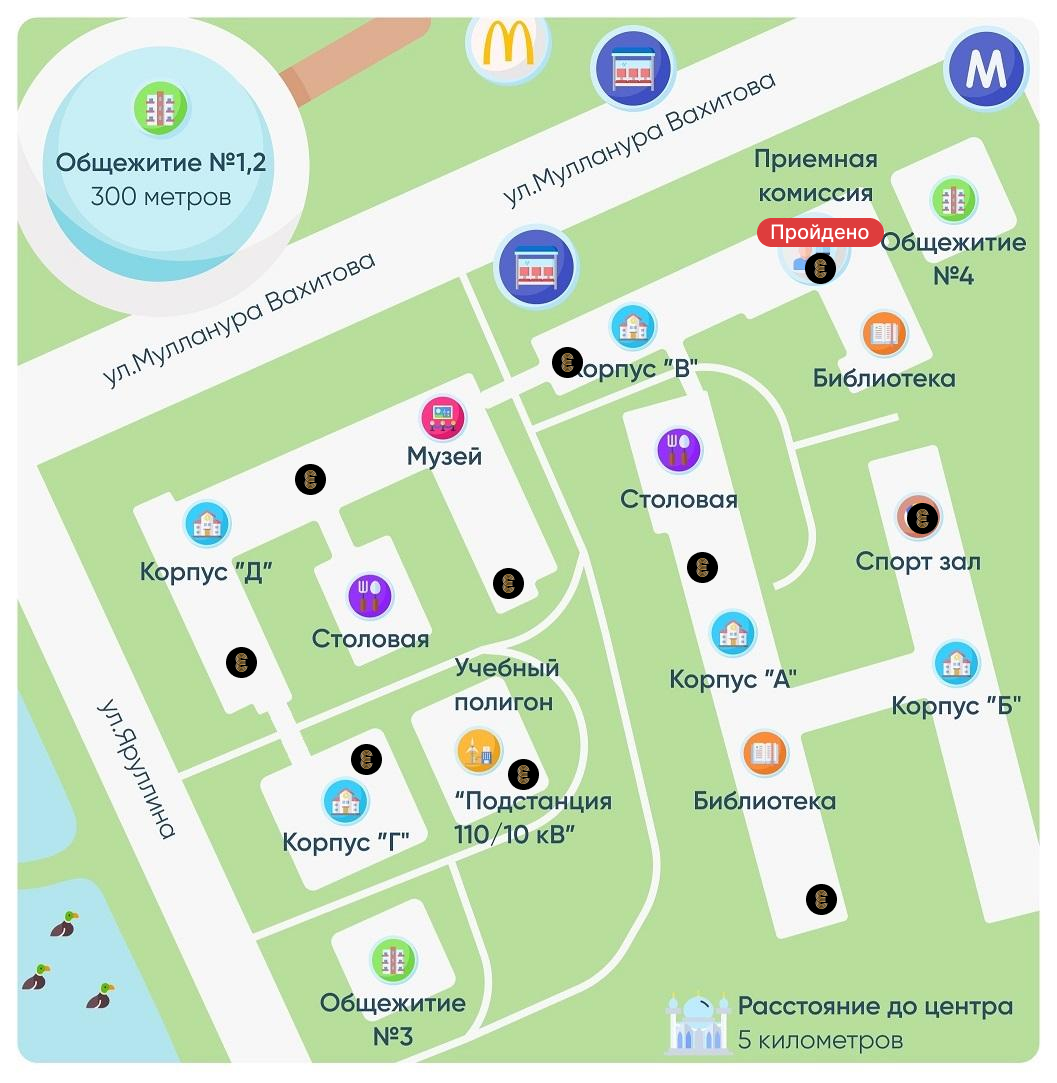 Общежитие №1,2
300 метров
ул.Мулланура Вахитова
M
Приемная
комиссия
Пройдено
Общежитие
№4
ул.Мулланура Вахитова
Корпус "В"
Библиотека
Музей
Столовая
Корпус "Д"
Спорт зал
Столовая
Учебный
полигон
Корпус "А"
Корпус "Б"
ул.Яруллина
“Подстанция
110/10 кВ”
Библиотека
Корпус "Г"
Общежитие
№3
Расстояние до центра
5 километров